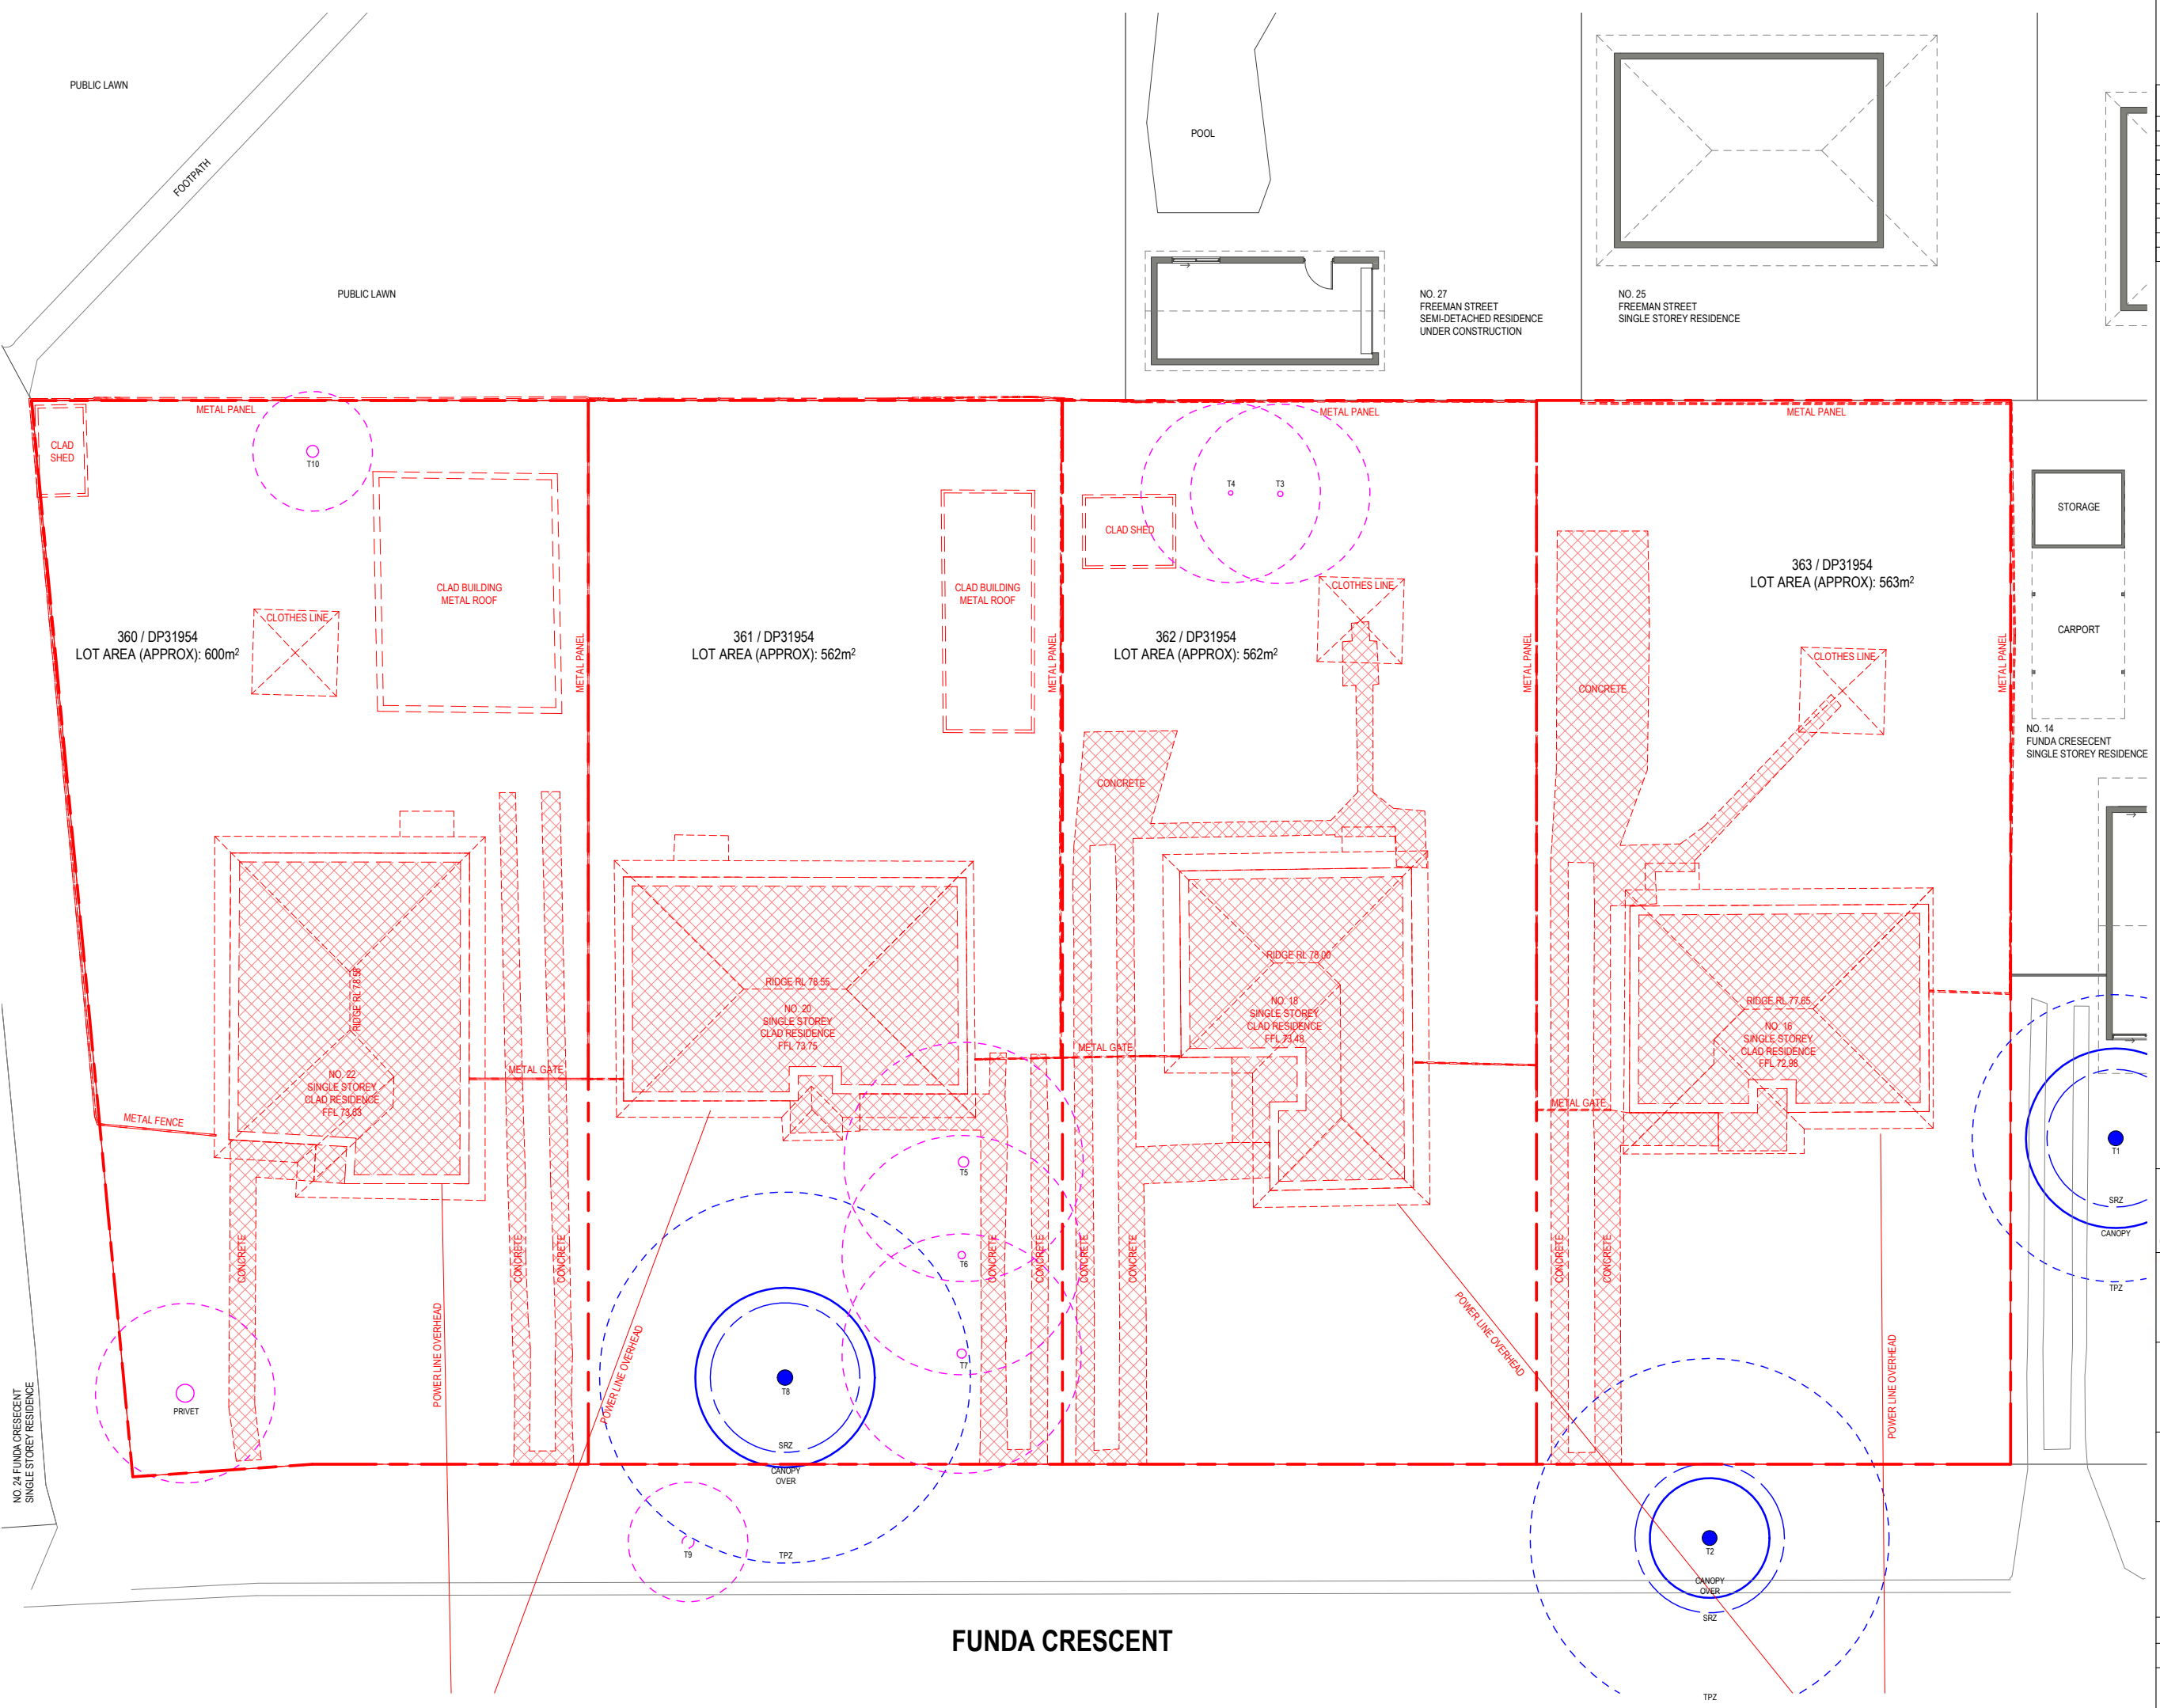 PUBLIC LAWN
FOOTPATH
POOL
PUBLIC LAWN
NO. 27
FREEMAN STREET
SEMI-DETACHED RESIDENCE
UNDER CONSTRUCTION
NO. 25
FREEMAN STREET
SINGLE STOREY RESIDENCE
METAL PANEL
METAL PANEL
METAL PANEL
CLAD
SHED
T10
T4
T3
CLAD SHED
STORAGE
CLAD BUILDING
METAL ROOF
CLAD BUILDING
METAL ROOF
CLOTHES LINE
363 / DP31954
LOT AREA (APPROX): 563m²
CLOTHES LINE
360 / DP31954
LOT AREA (APPROX): 600m²
361 / DP31954
LOT AREA (APPROX): 562m²
362 / DP31954
LOT AREA (APPROX): 562m²
CARPORT
METAL PANEL
METAL PANEL
METAL PANEL
METAL PANEL
CLOTHES LINE
CONCRETE
NO. 14
FUNDA CRESECENT
SINGLE STOREY RESIDENCE
CONCRETE
RIDGE RL 78.58
RIDGE RL 78.55
NO. 20
SINGLE STOREY
CLAD RESIDENCE
FFL 73.75
RIDGE RL 78.00
NO. 18
SINGLE STOREY
CLAD RESIDENCE
FFL 73.48
RIDGE RL 77.65
NO. 16
SINGLE STOREY
CLAD RESIDENCE
FFL 72.98
METAL GATE
METAL GATE
NO. 22
SINGLE STOREY
CLAD RESIDENCE
FFL 73.63
METAL GATE
METAL FENCE
T5
T1
SRZ
CANOPY
TPZ
T6
CONCRETE
CONCRETE
CONCRETE
CONCRETE
CONCRETE
CONCRETE
CONCRETE
CONCRETE
CONCRETE
POWER LINE OVERHEAD
POWER LINE OVERHEAD
POWER LINE OVERHEAD
POWER LINE OVERHEAD
T7
T8
PRIVET
NO. 24 FUNDA CRESECENT
SINGLE STOREY RESIDENCE
SRZ
CANOPY
OVER
T9
TPZ
T2
CANOPY
OVER
SRZ
FUNDA CRESCENT
TPZ